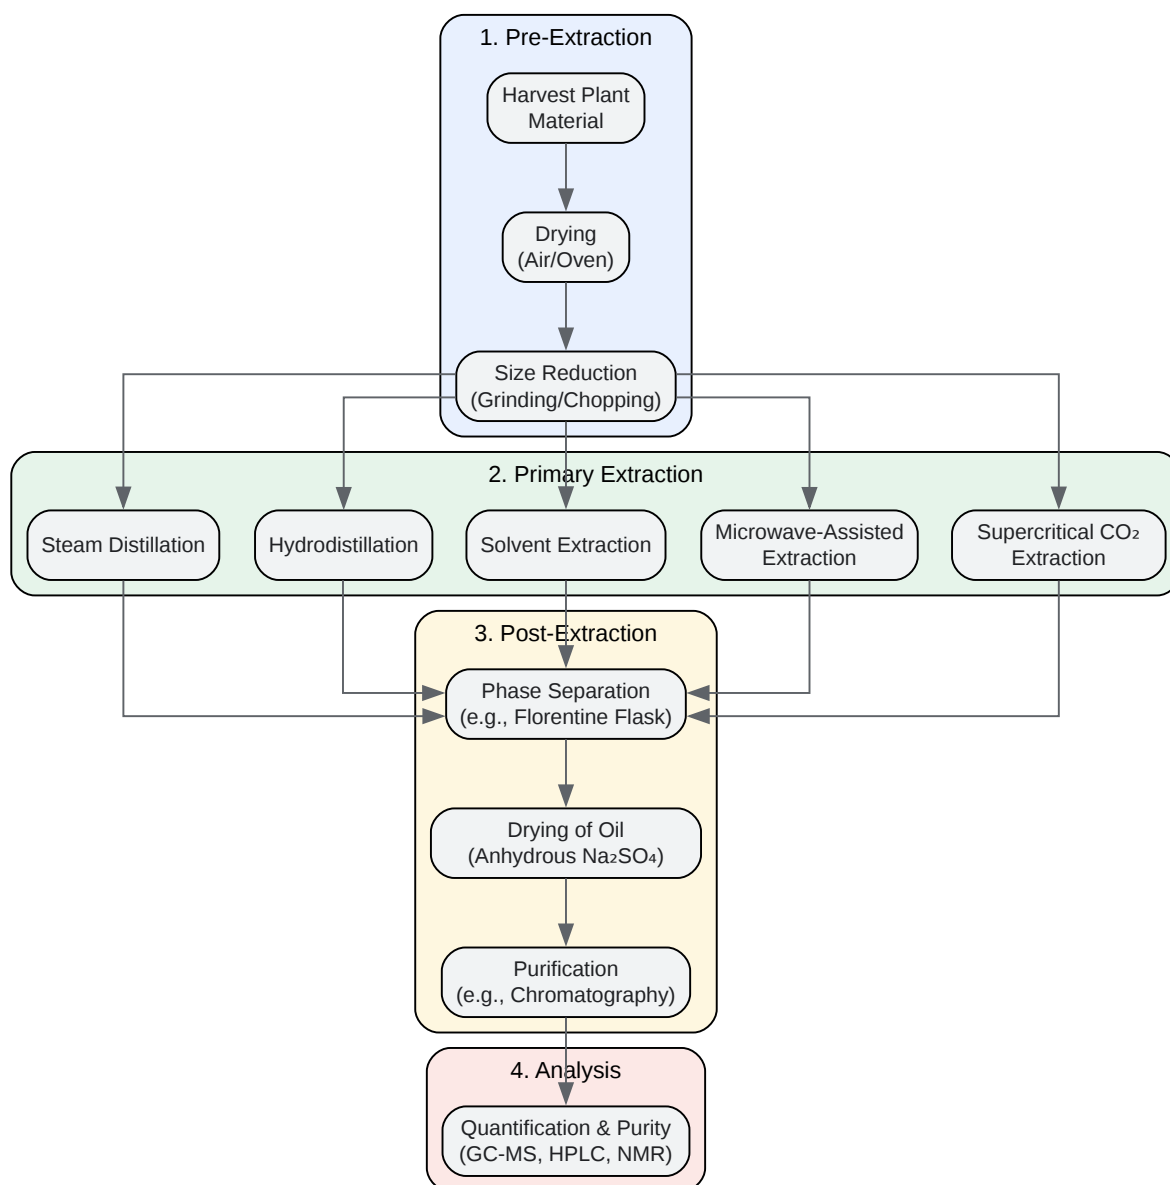 1. Pre-Extraction
Harvest Plant
Material
Drying
(Air/Oven)
Size Reduction
(Grinding/Chopping)
2. Primary Extraction
Steam Distillation
Hydrodistillation
Solvent Extraction
Microwave-Assisted
Extraction
Supercritical CO₂
Extraction
3. Post-Extraction
Phase Separation
(e.g., Florentine Flask)
Drying of Oil
(Anhydrous Na₂SO₄)
Purification
(e.g., Chromatography)
4. Analysis
Quantification & Purity
(GC-MS, HPLC, NMR)